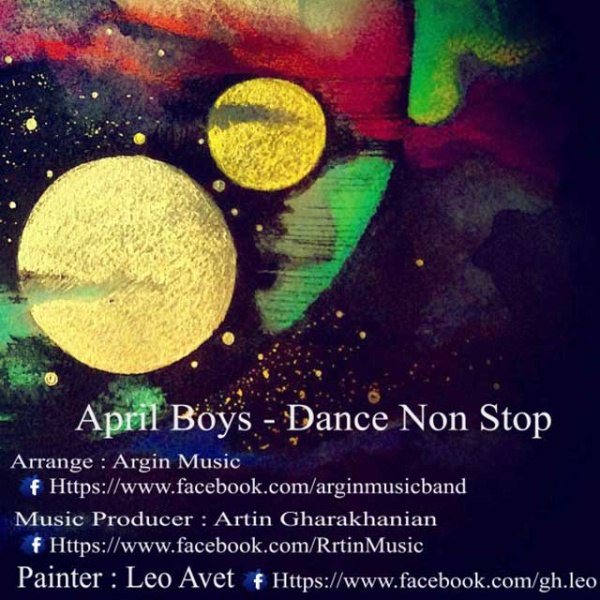 April Boys - Dance Non Stop
Arrange : Argin Music
Https://www.facebook.com/arginmusicband
Music Producer : Artin Gharakhanian
Https://www.facebook.com/RrtinMusic
Painter : Leo Avet Https://www.facebook.com/gh.leo